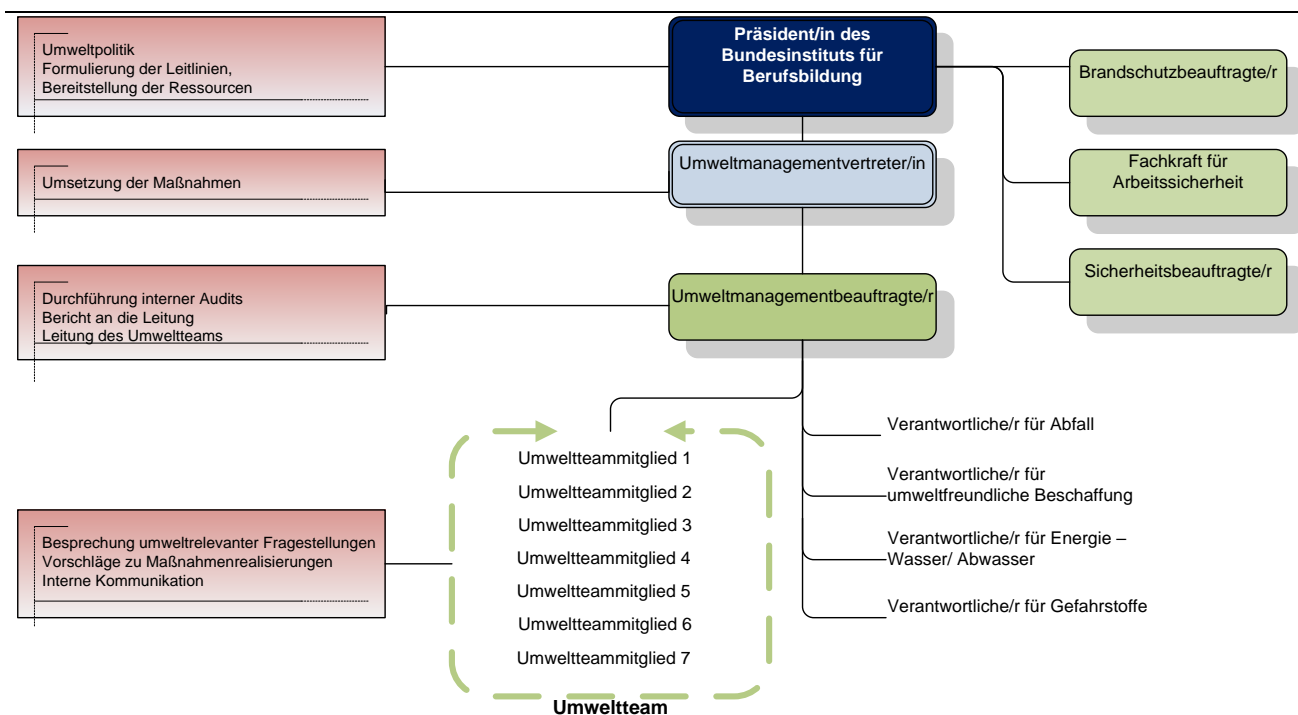 Umweltpolitik
Formulierung der Leitlinien,
Bereitstellung der Ressourcen
Präsident/in des
Bundesinstituts für
Berufsbildung
Brandschutzbeauftragte/r
Umsetzung der Maßnahmen
Umweltmanagementvertreter/in
Fachkraft für
Arbeitssicherheit
Sicherheitsbeauftragte/r
Durchführung interner Audits
Bericht an die Leitung
Leitung des Umweltteams
Umweltmanagementbeauftragte/r
Besprechung umweltrelevanter Fragestellungen
Vorschläge zu Maßnahmenrealisierungen
Interne Kommunikation
Umweltteammitglied 1
Umweltteammitglied 2
Umweltteammitglied 3
Umweltteammitglied 4
Umweltteammitglied 5
Umweltteammitglied 6
Umweltteammitglied 7
Umweltteam
Verantwortliche/r für Abfall
Verantwortliche/r für
umweltfreundliche Beschaffung
Verantwortliche/r für Energie –
Wasser/ Abwasser
Verantwortliche/r für Gefahrstoffe